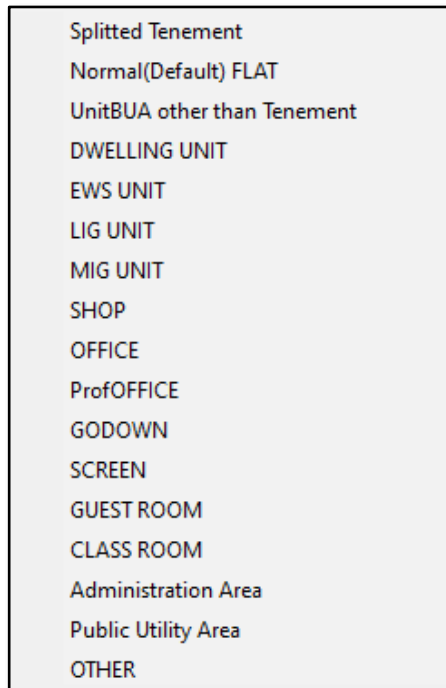 Splitted Tenement
Normal(Default) FLAT
UnitBUA other than Tenement
DWELLING UNIT
EWS UNIT
LIG UNIT
MIG UNIT
SHOP
OFFICE
ProfOFFICE
GODOWN
SCREEN
GUEST ROOM
CLASS ROOM
Administration Area
Public Utility Area
OTHER